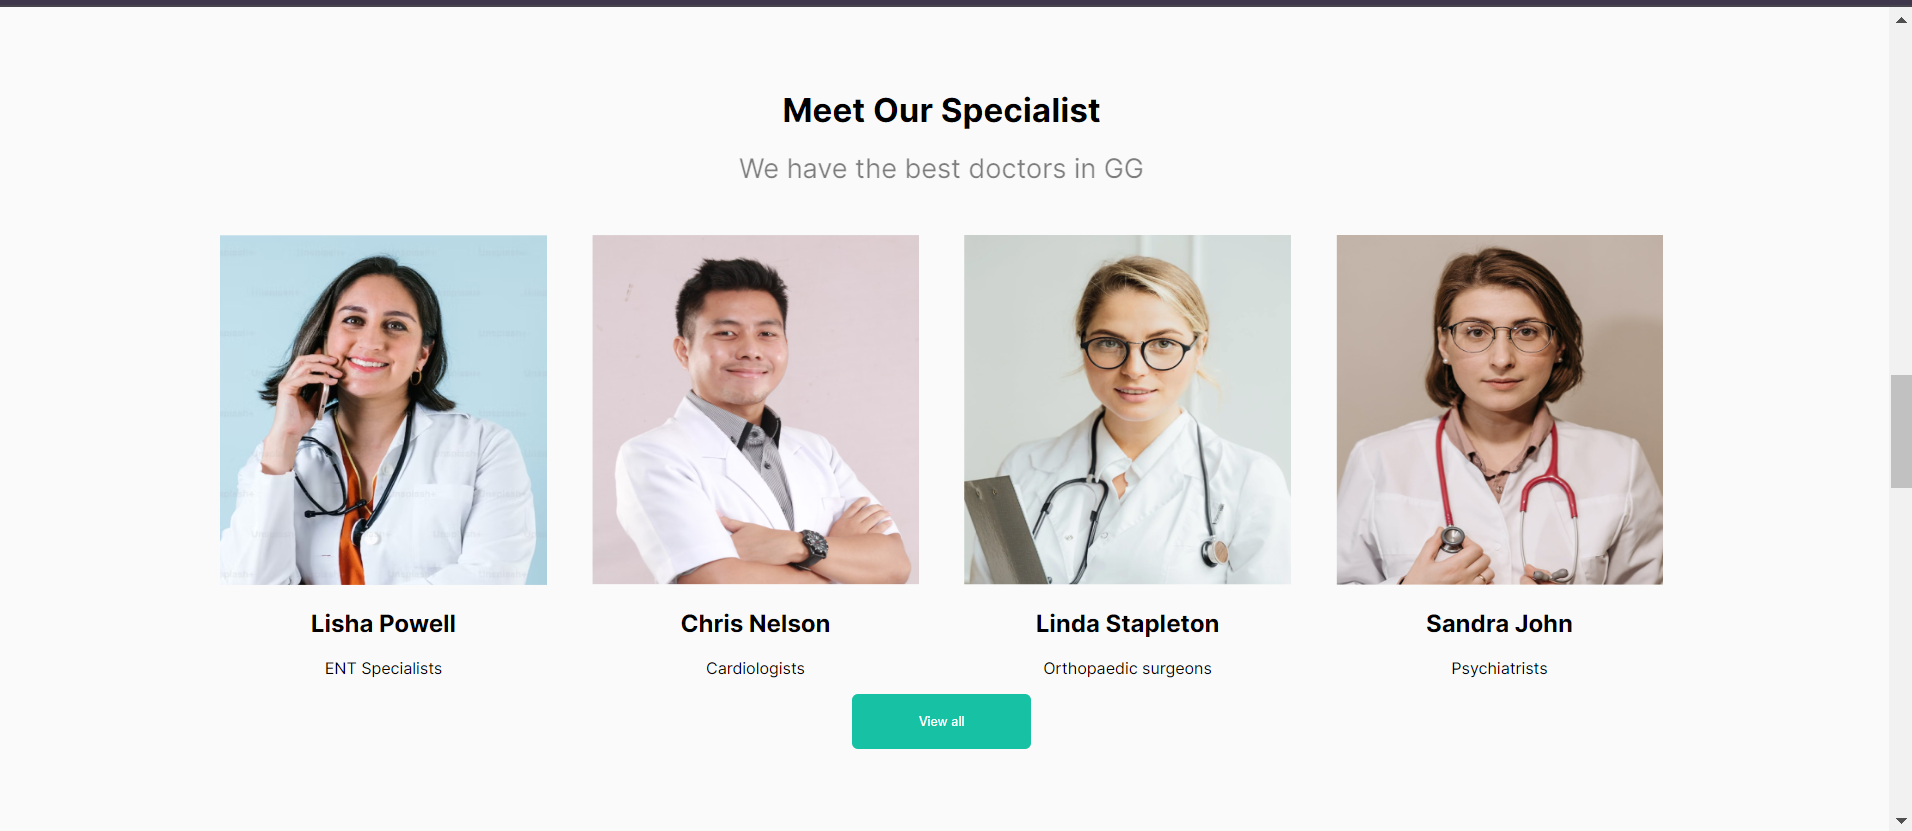 Meet Our Specialist
We have the best doctors in GG
Lisha Powell
Chris Nelson
Linda Stapleton
Sandra John
ENT Specialists
Cardiologists
Orthopaedic surgeons
Psychiatrists
View all